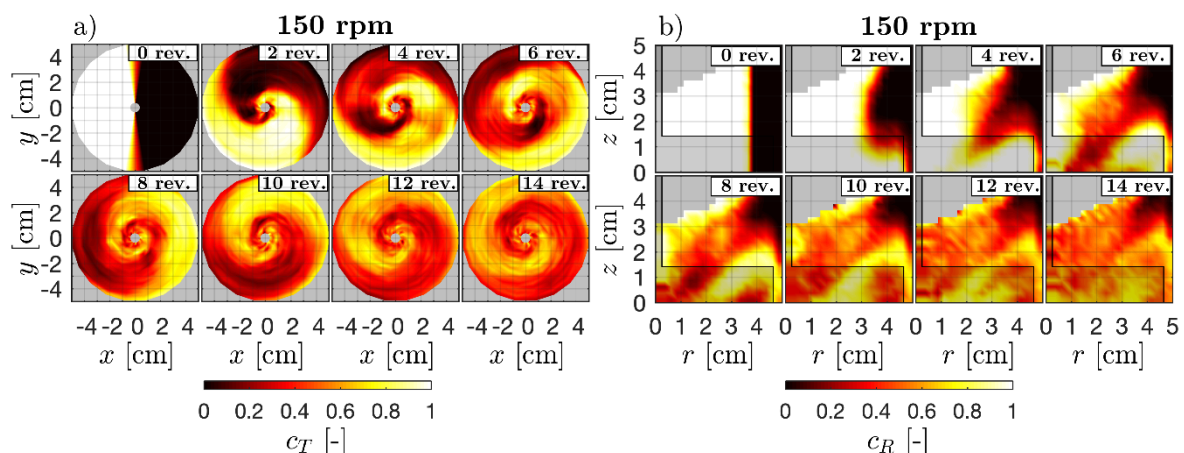 a) 150 rpm
0 rev. 2 rev. 4 rev. 6 rev.
y [cm]
4
2
0
-2
-4
8 rev. 10 rev. 12 rev. 14 rev.
y [cm]
4
2
0
-2
-4
-4 -2 0 2 4 -4 -2 0 2 4 -4 -2 0 2 4 -4 -2 0 2 4
x [cm] x [cm] x [cm] x [cm]
0 0.2 0.4 0.6 0.8 1
c_T [-]
b) 150 rpm
0 rev. 2 rev. 4 rev. 6 rev.
z [cm]
5
4
3
2
1
0
8 rev. 10 rev. 12 rev. 14 rev.
z [cm]
4
3
2
1
0
0 1 2 3 4 0 1 2 3 4 0 1 2 3 4 0 1 2 3 4 5
r [cm] r [cm] r [cm] r [cm]
0 0.2 0.4 0.6 0.8 1
c_R [-]